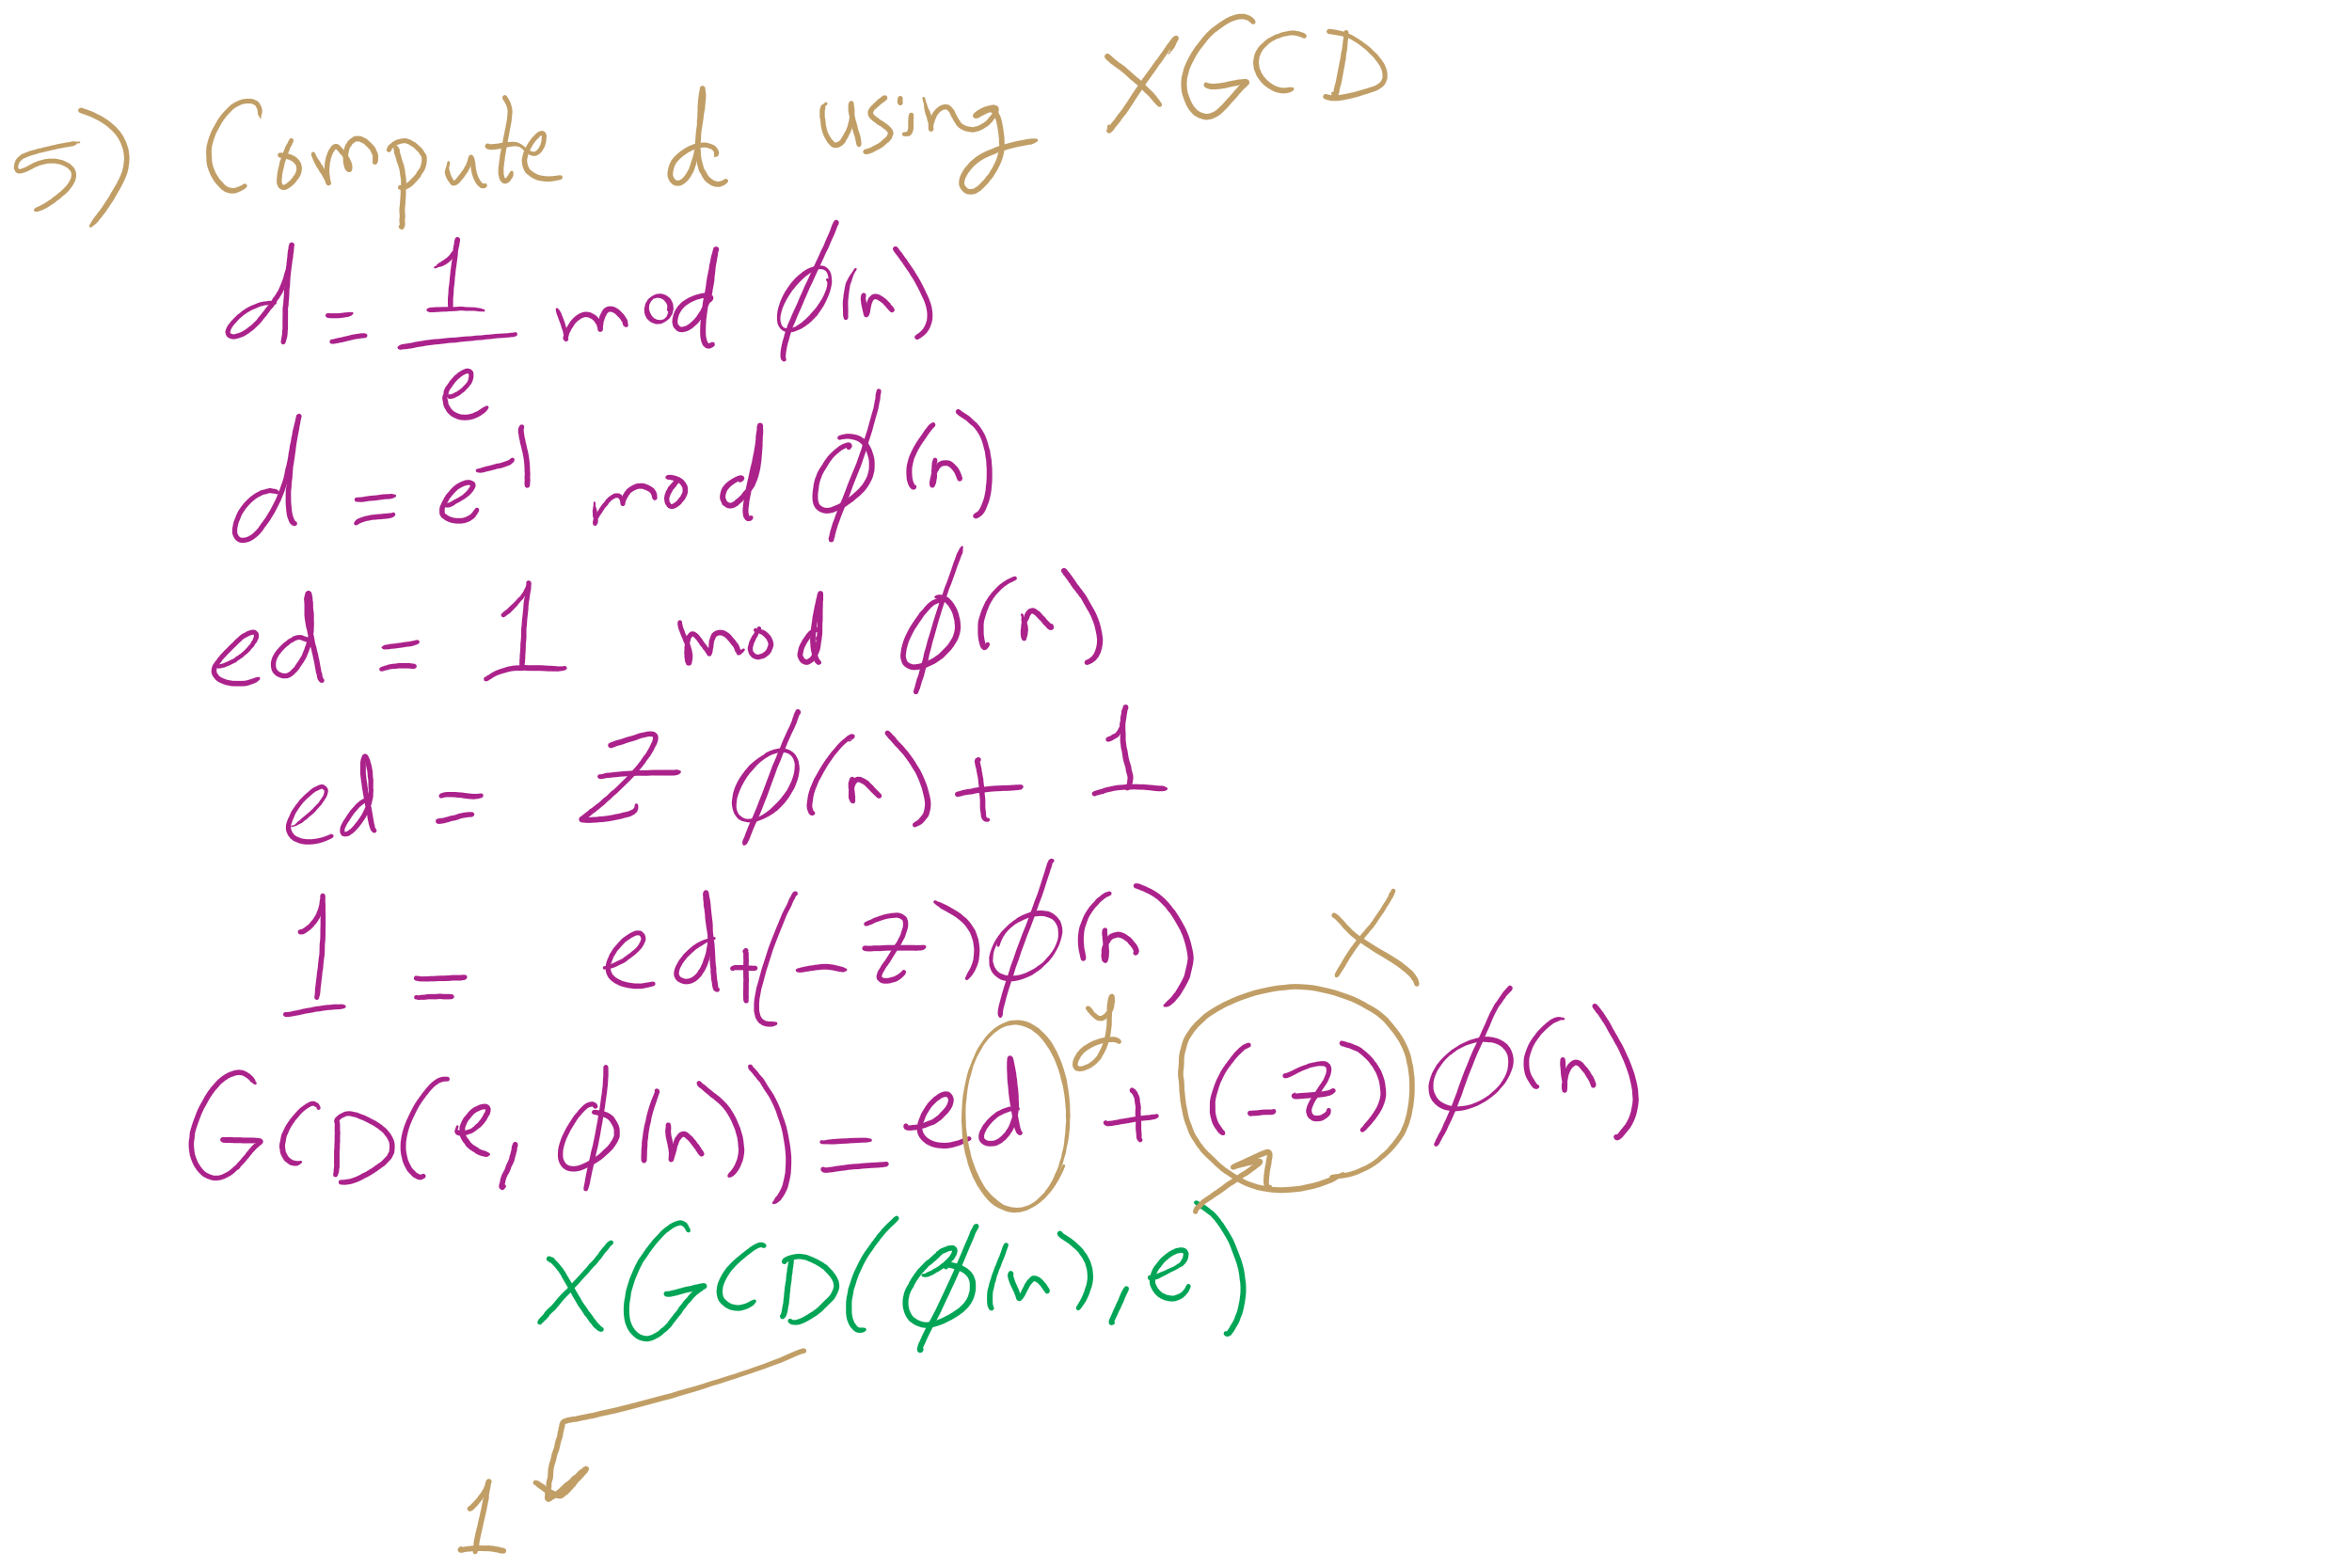 5) Compute d using XGCD
d = 1/e mod ϕ(n)
d = e⁻¹ mod ϕ(n)
ed = 1 mod ϕ(n)
ed = z ϕ(n) + 1
1 = ed + (-z) ϕ(n)
y x
GCD(e, ϕ(n)) = ed + (-z) ϕ(n)
XGCD(ϕ(n), e)
1